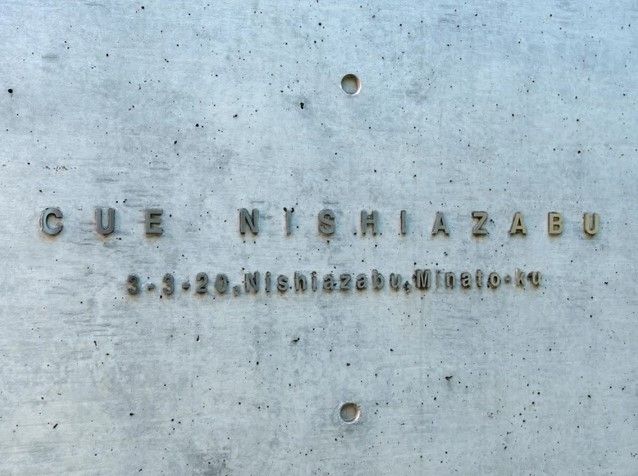 CUE NISHIAZABU
3-3-20,Nishiazabu,Minato-ku